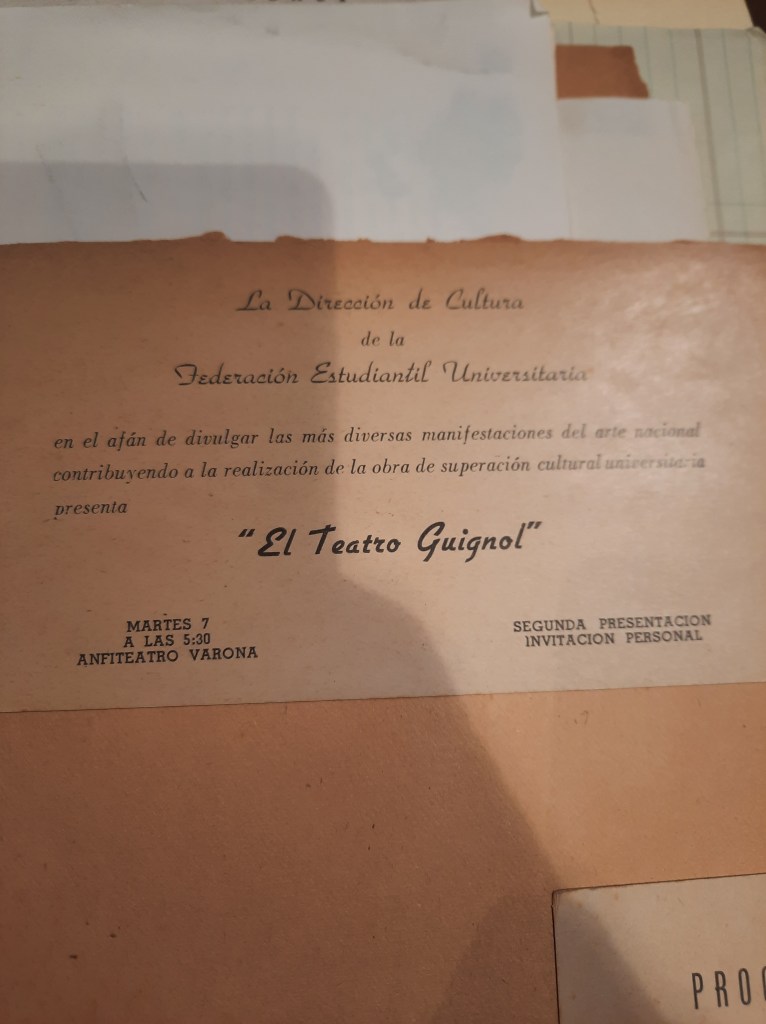 La Dirección de Cultura
de la
Federación Estudiantil Universitaria
en el afán de divulgar las más diversas manifestaciones del arte nacional
contribuyendo a la realización de la obra de superación cultural universitaria
presenta
"El Teatro Guignol"
MARTES 7
A LAS 5:30
ANFITEATRO VARONA
SEGUNDA PRESENTACION
INVITACION PERSONAL